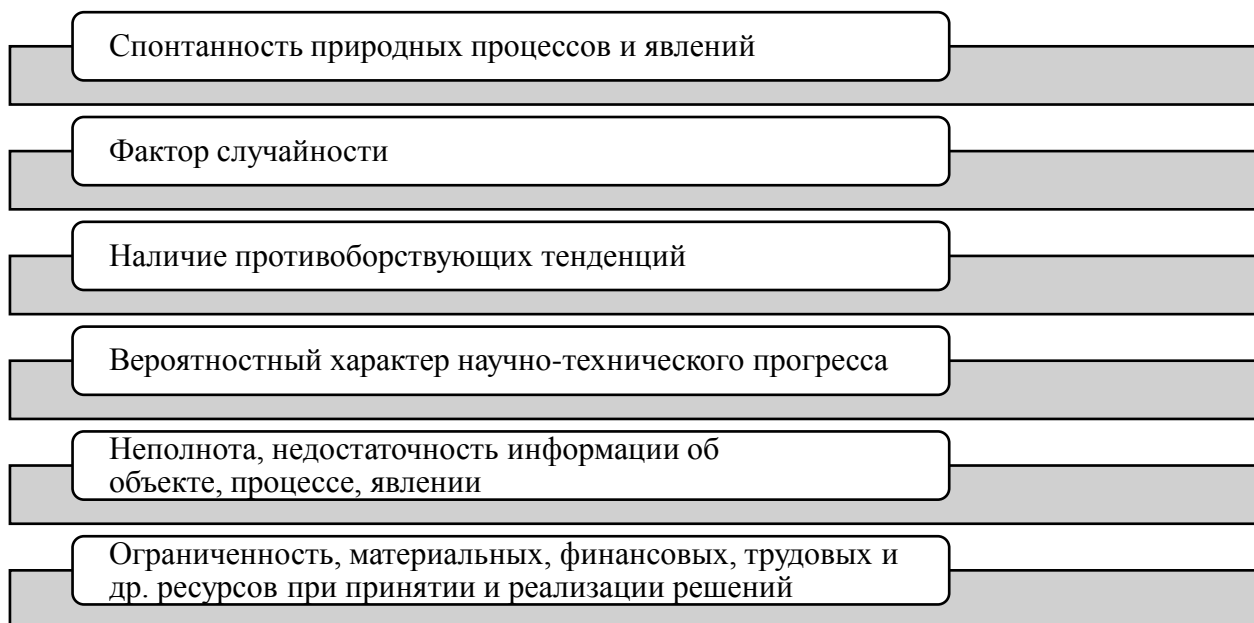 Спонтанность природных процессов и явлений
Фактор случайности
Наличие противоборствующих тенденций
Вероятностный характер научно-технического прогресса
Неполнота, недостаточность информации об
объекте, процессе, явлении
Ограниченность, материальных, финансовых, трудовых и
др. ресурсов при принятии и реализации решений